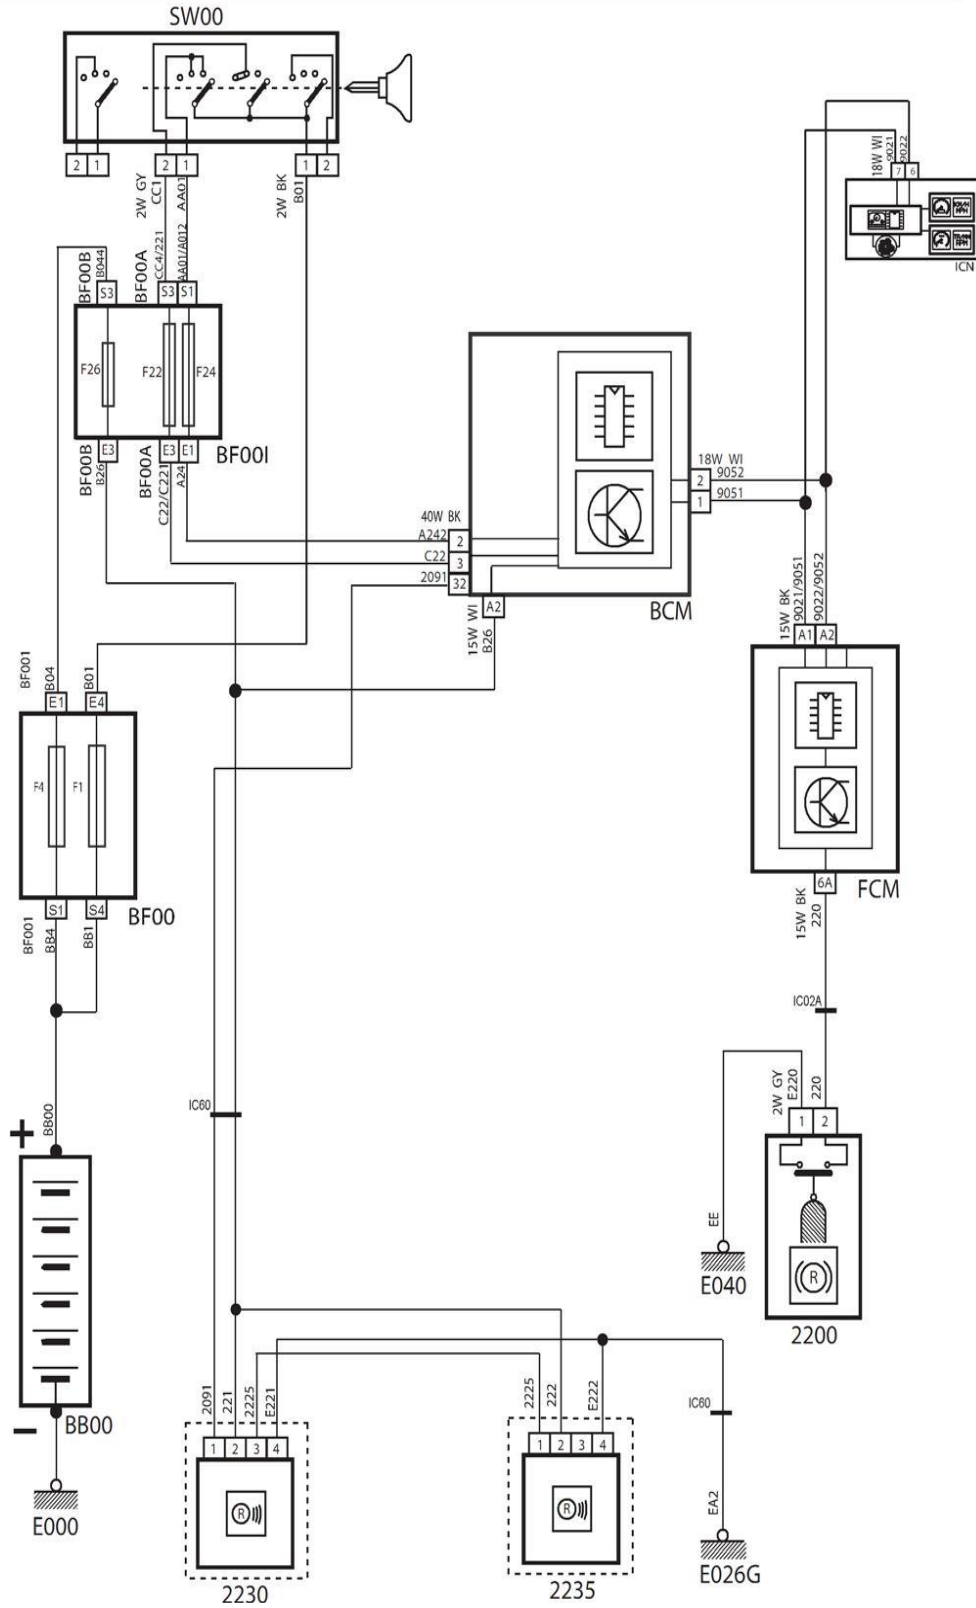 SW00
2 1
2 1
1 2
2W GY
CC1
AA01
2W BK
B01
18W WI
9021
9022
7 6
KM/H
MPH
ICN
BF00B
B044
BF00A
CC4/221
AA01/A012
S3
S3 S1
F26
F22
F24
E3
E3 E1
BF00I
BF00B
B26
BF00A
C22/C221
A24
18W WI
2 9052
1 9051
40W BK
A242 2
C22 3
2091 32
BCM
A2
15W WI
B26
15W BK
9021/9051
9022/9052
A1 A2
BF001
B04
B01
E1 E4
F4
F1
S1 S4
BF00
BF001
BB4
BB1
FCM
6A
15W BK
220
IC02A
IC60
2W GY
E220
220
1 2
BB00
+
EE
E040
R
2200
BB00
−
E000
2091
221
2225
E221
1 2 3 4
R
2230
2225
222
E222
1 2 3 4
R
2235
IC60
EA2
E026G